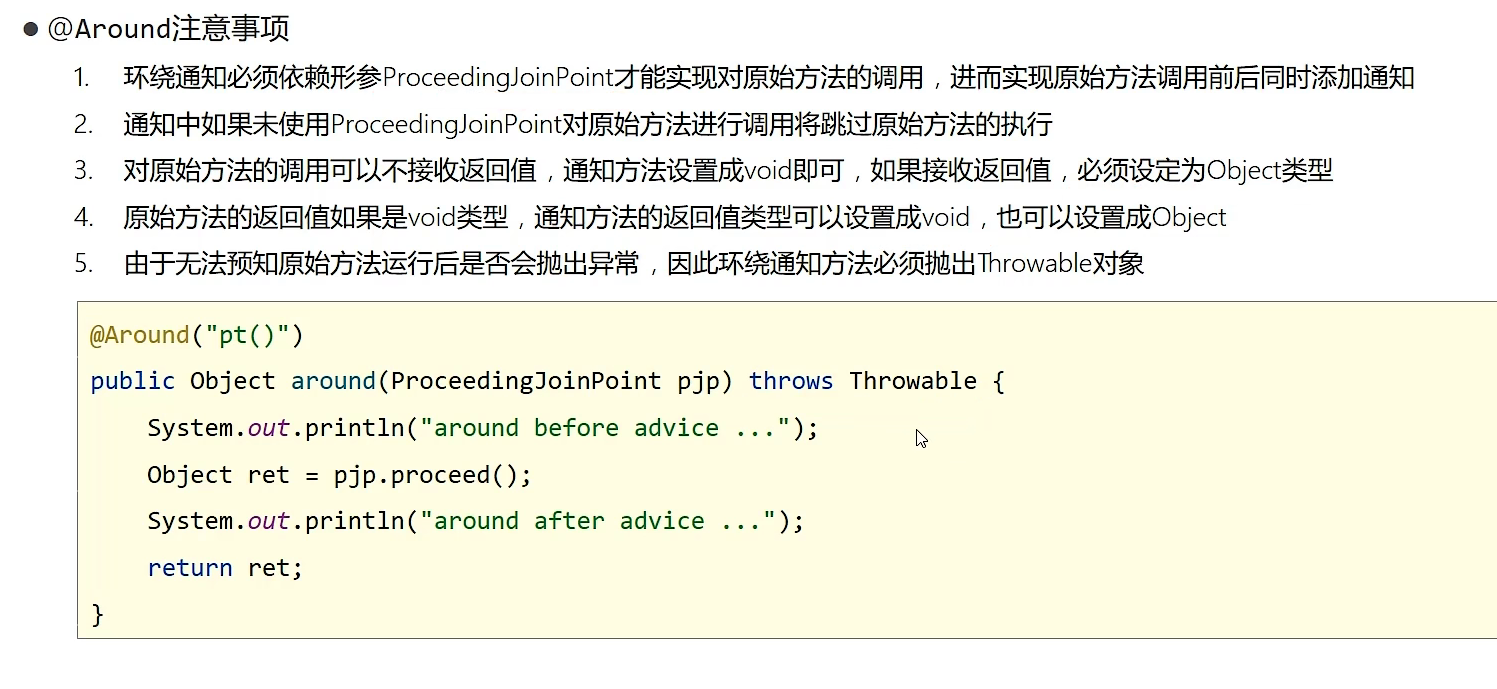 ● @Around注意事项
1. 环绕通知必须依赖形参ProceedingJoinPoint才能实现对原始方法的调用，进而实现原始方法调用前后同时添加通知
2. 通知中如果未使用ProceedingJoinPoint对原始方法进行调用将跳过原始方法的执行
3. 对原始方法的调用可以不接收返回值，通知方法设置成void即可，如果接收返回值，必须设定为Object类型
4. 原始方法的返回值如果是void类型，通知方法的返回值类型可以设置成void，也可以设置成Object
5. 由于无法预知原始方法运行后是否会抛出异常，因此环绕通知方法必须抛出Throwable对象
@Around("pt()")
public Object around(ProceedingJoinPoint pjp) throws Throwable {
    System.out.println("around before advice ...");
    Object ret = pjp.proceed();
    System.out.println("around after advice ...");
    return ret;
}